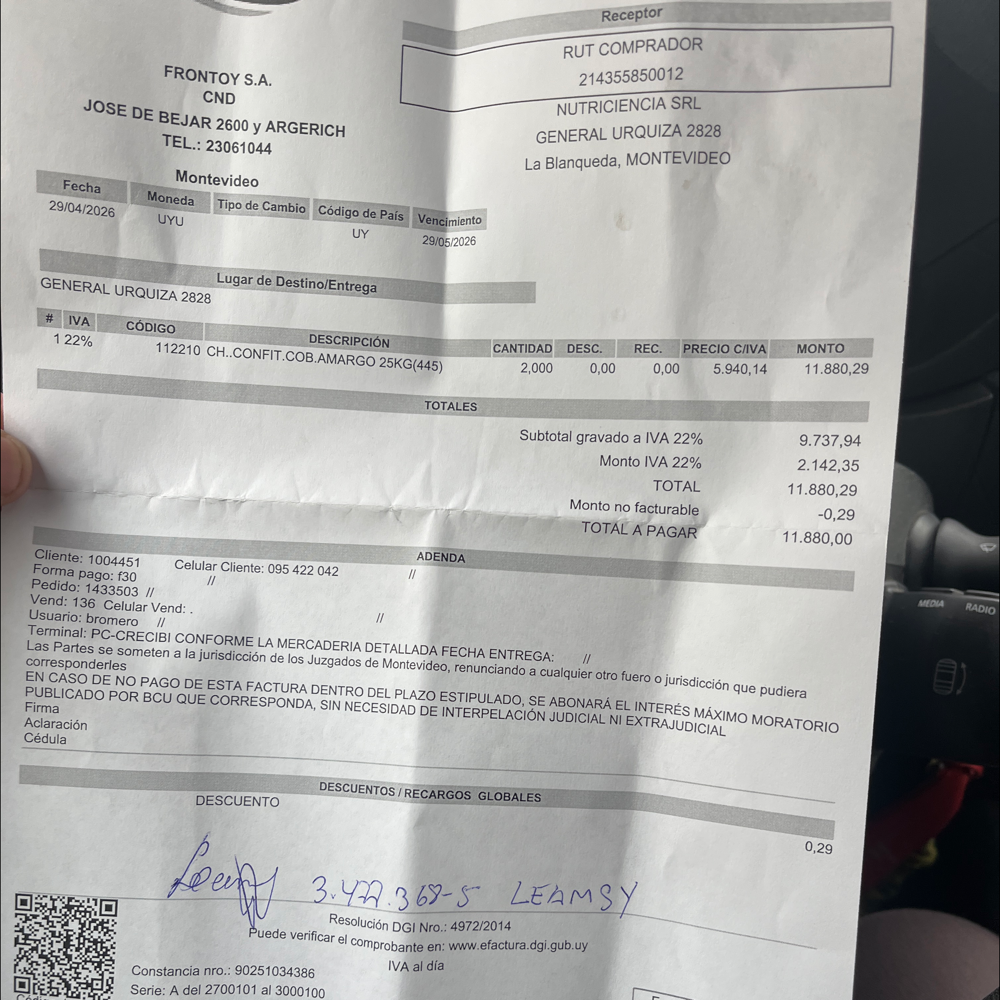 FRONTOY S.A.
CND
JOSE DE BEJAR 2600 y ARGERICH
TEL.: 23061044
Montevideo
Receptor
RUT COMPRADOR
214355850012
NUTRICIENCIA SRL
GENERAL URQUIZA 2828
La Blanqueda, MONTEVIDEO
Fecha Moneda Tipo de Cambio Código de País Vencimiento
29/04/2026 UYU UY 29/05/2026
Lugar de Destino/Entrega
GENERAL URQUIZA 2828
# IVA CÓDIGO DESCRIPCIÓN CANTIDAD DESC. REC. PRECIO C/IVA MONTO
1 22% 112210 CH..CONFIT.COB.AMARGO 25KG(445) 2,000 0,00 0,00 5.940,14 11.880,29
TOTALES
Subtotal gravado a IVA 22% 9.737,94
Monto IVA 22% 2.142,35
TOTAL 11.880,29
Monto no facturable -0,29
TOTAL A PAGAR 11.880,00
ADENDA
Cliente: 1004451 Celular Cliente: 095 422 042 //
Forma pago: f30 //
Pedido: 1433503 //
Vend: 136 Celular Vend: . //
Usuario: bromero //
Terminal: PC-CRECIBI CONFORME LA MERCADERIA DETALLADA FECHA ENTREGA: //
Las Partes se someten a la jurisdicción de los Juzgados de Montevideo, renunciando a cualquier otro fuero o jurisdicción que pudiera
corresponderles
EN CASO DE NO PAGO DE ESTA FACTURA DENTRO DEL PLAZO ESTIPULADO, SE ABONARÁ EL INTERÉS MÁXIMO MORATORIO
PUBLICADO POR BCU QUE CORRESPONDA, SIN NECESIDAD DE INTERPELACIÓN JUDICIAL NI EXTRAJUDICIAL
Firma
Aclaración
Cédula
DESCUENTOS / RECARGOS GLOBALES
DESCUENTO 0,29
3.422.368-5 LEAMSY
Resolución DGI Nro.: 4972/2014
Puede verificar el comprobante en: www.efactura.dgi.gub.uy
IVA al día
Constancia nro.: 90251034386
Serie: A del 2700101 al 3000100
MEDIA RADIO